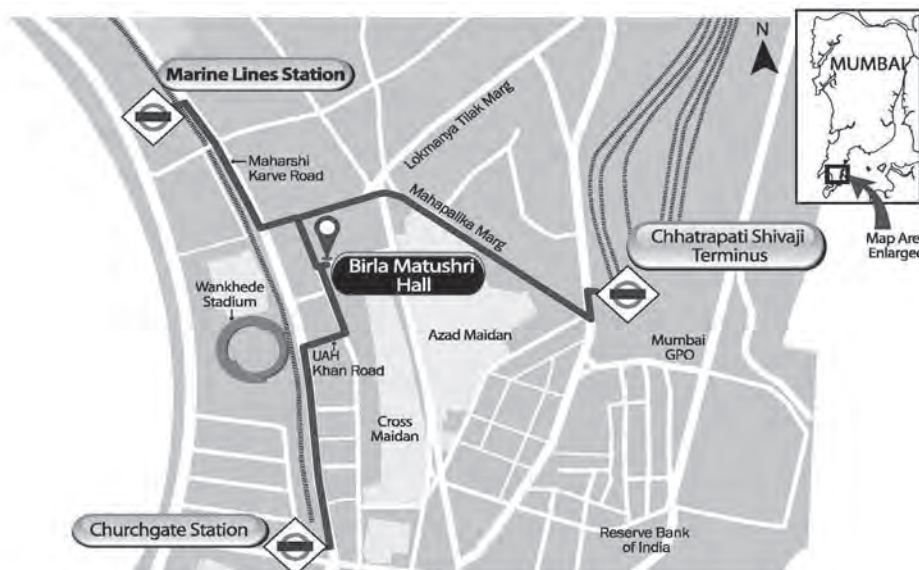 N
MUMBAI
Marine Lines Station
Lokmanya Tilak Marg
Maharshi
Karve Road
Mahapalika Marg
Chhatrapati Shivaji
Terminus
Map Area
Enlarged
Birla Matushri
Hall
Wankhede
Stadium
Azad Maidan
Mumbai
GPO
UAH
Khan Road
Cross
Maidan
Churchgate Station
Reserve Bank
of India